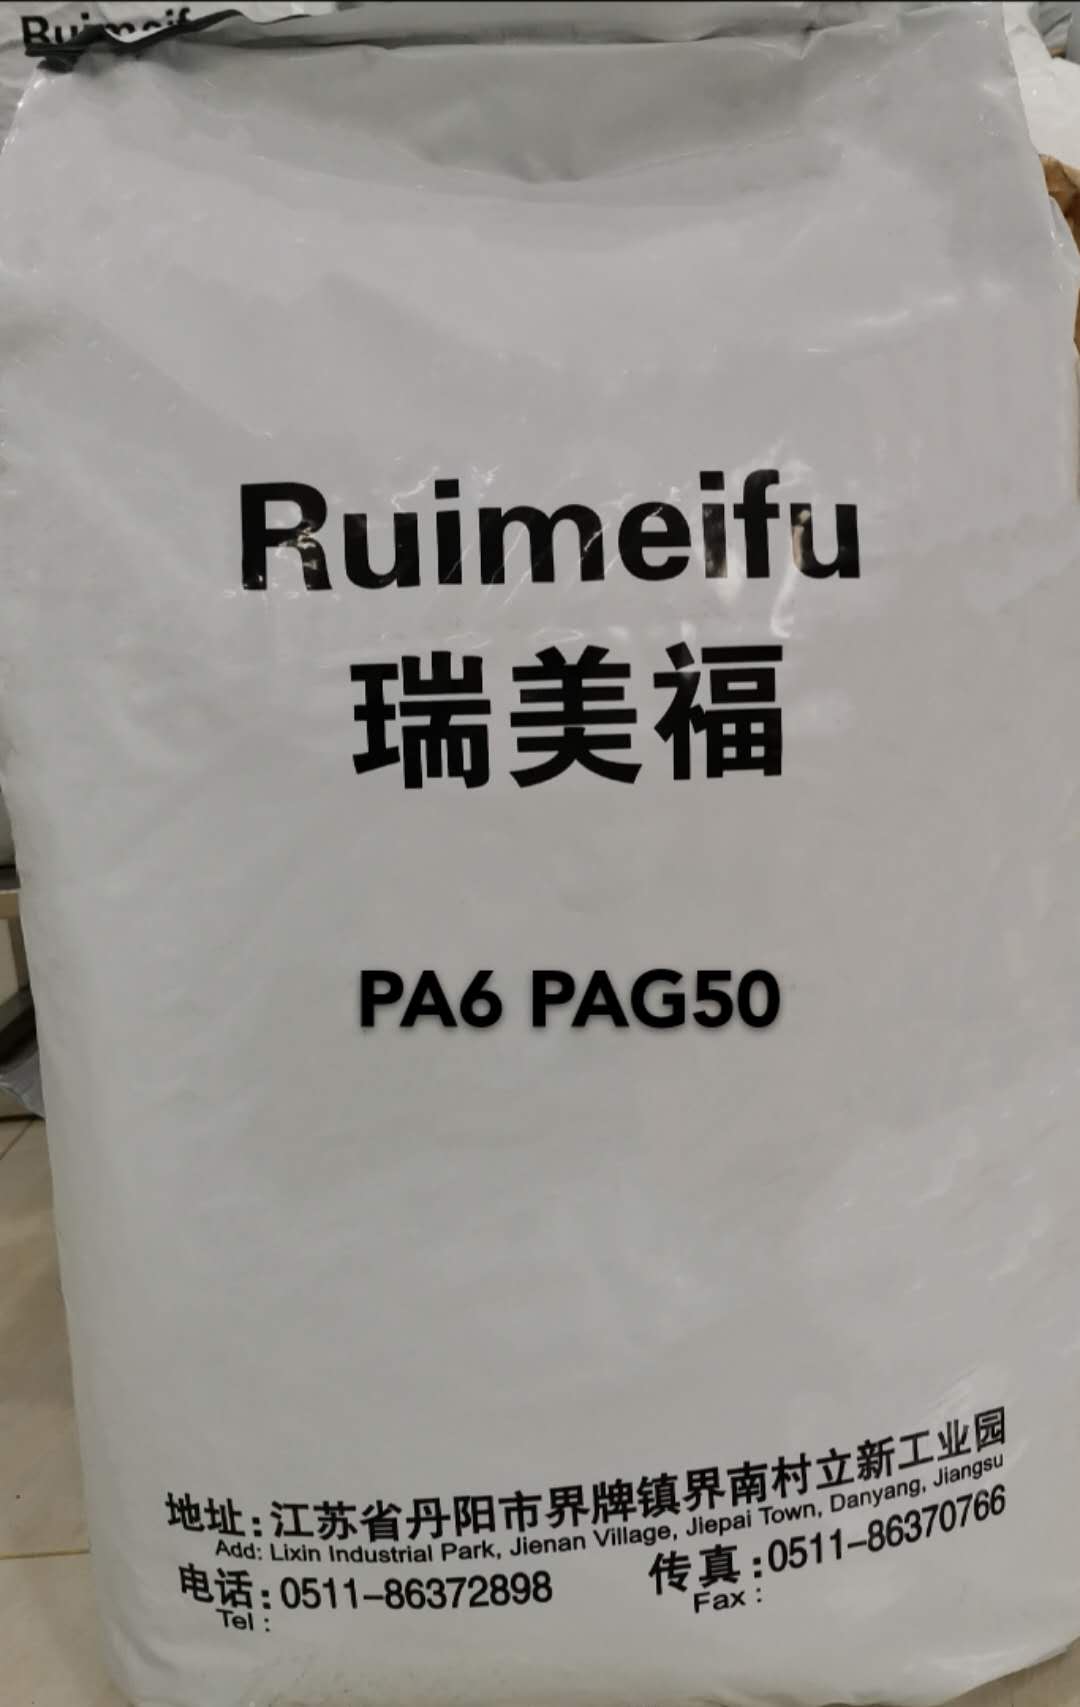 Ruimeif
Ruimeifu
瑞美福
PA6 PAG50
地址:江苏省丹阳市界牌镇界南村立新工业园
Add: Lixin Industrial Park, Jienan Village, Jiepai Town, Danyang, Jiangsu
电话:0511-86372898 传真:0511-86370766
Tel: Fax: